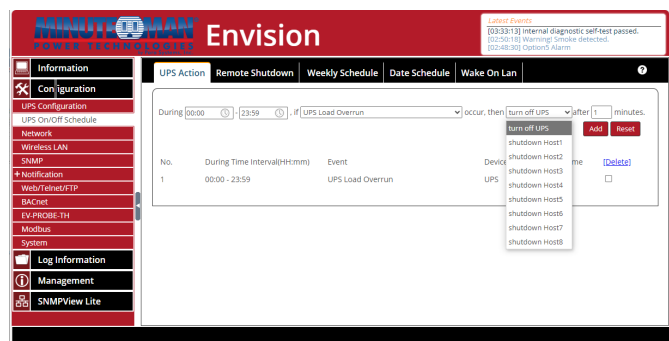 MINUTEMAN
POWER TECHNOLOGIES
Envision
Latest Events
[03:33:13] Internal diagnostic self-test passed.
[02:50:18] Warning! Smoke detected.
[02:48:30] Option5 Alarm
Information
Configuration
UPS Configuration
UPS On/Off Schedule
Network
Wireless LAN
SNMP
+ Notification
Web/Telnet/FTP
BACnet
EV-PROBE-TH
Modbus
System
Log Information
Management
SNMPView Lite
UPS Action
Remote Shutdown
Weekly Schedule
Date Schedule
Wake On Lan
?
During 00:00 - 23:59 , if UPS Load Overrun occur, then turn off UPS after 1 minutes.
Add Reset
turn off UPS
shutdown Host1
shutdown Host2
shutdown Host3
shutdown Host4
shutdown Host5
shutdown Host6
shutdown Host7
shutdown Host8
No. During Time Interval(HH:mm) Event Device me [Delete]
1 00:00 - 23:59 UPS Load Overrun UPS